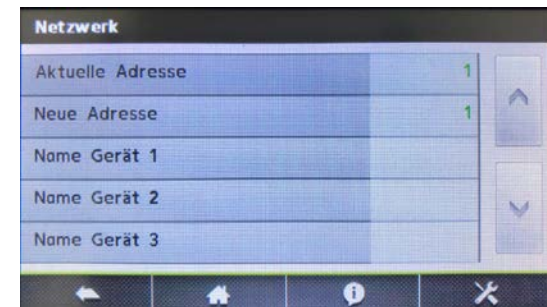 Netzwerk
Aktuelle Adresse 1
Neue Adresse 1
Name Gerät 1
Name Gerät 2
Name Gerät 3